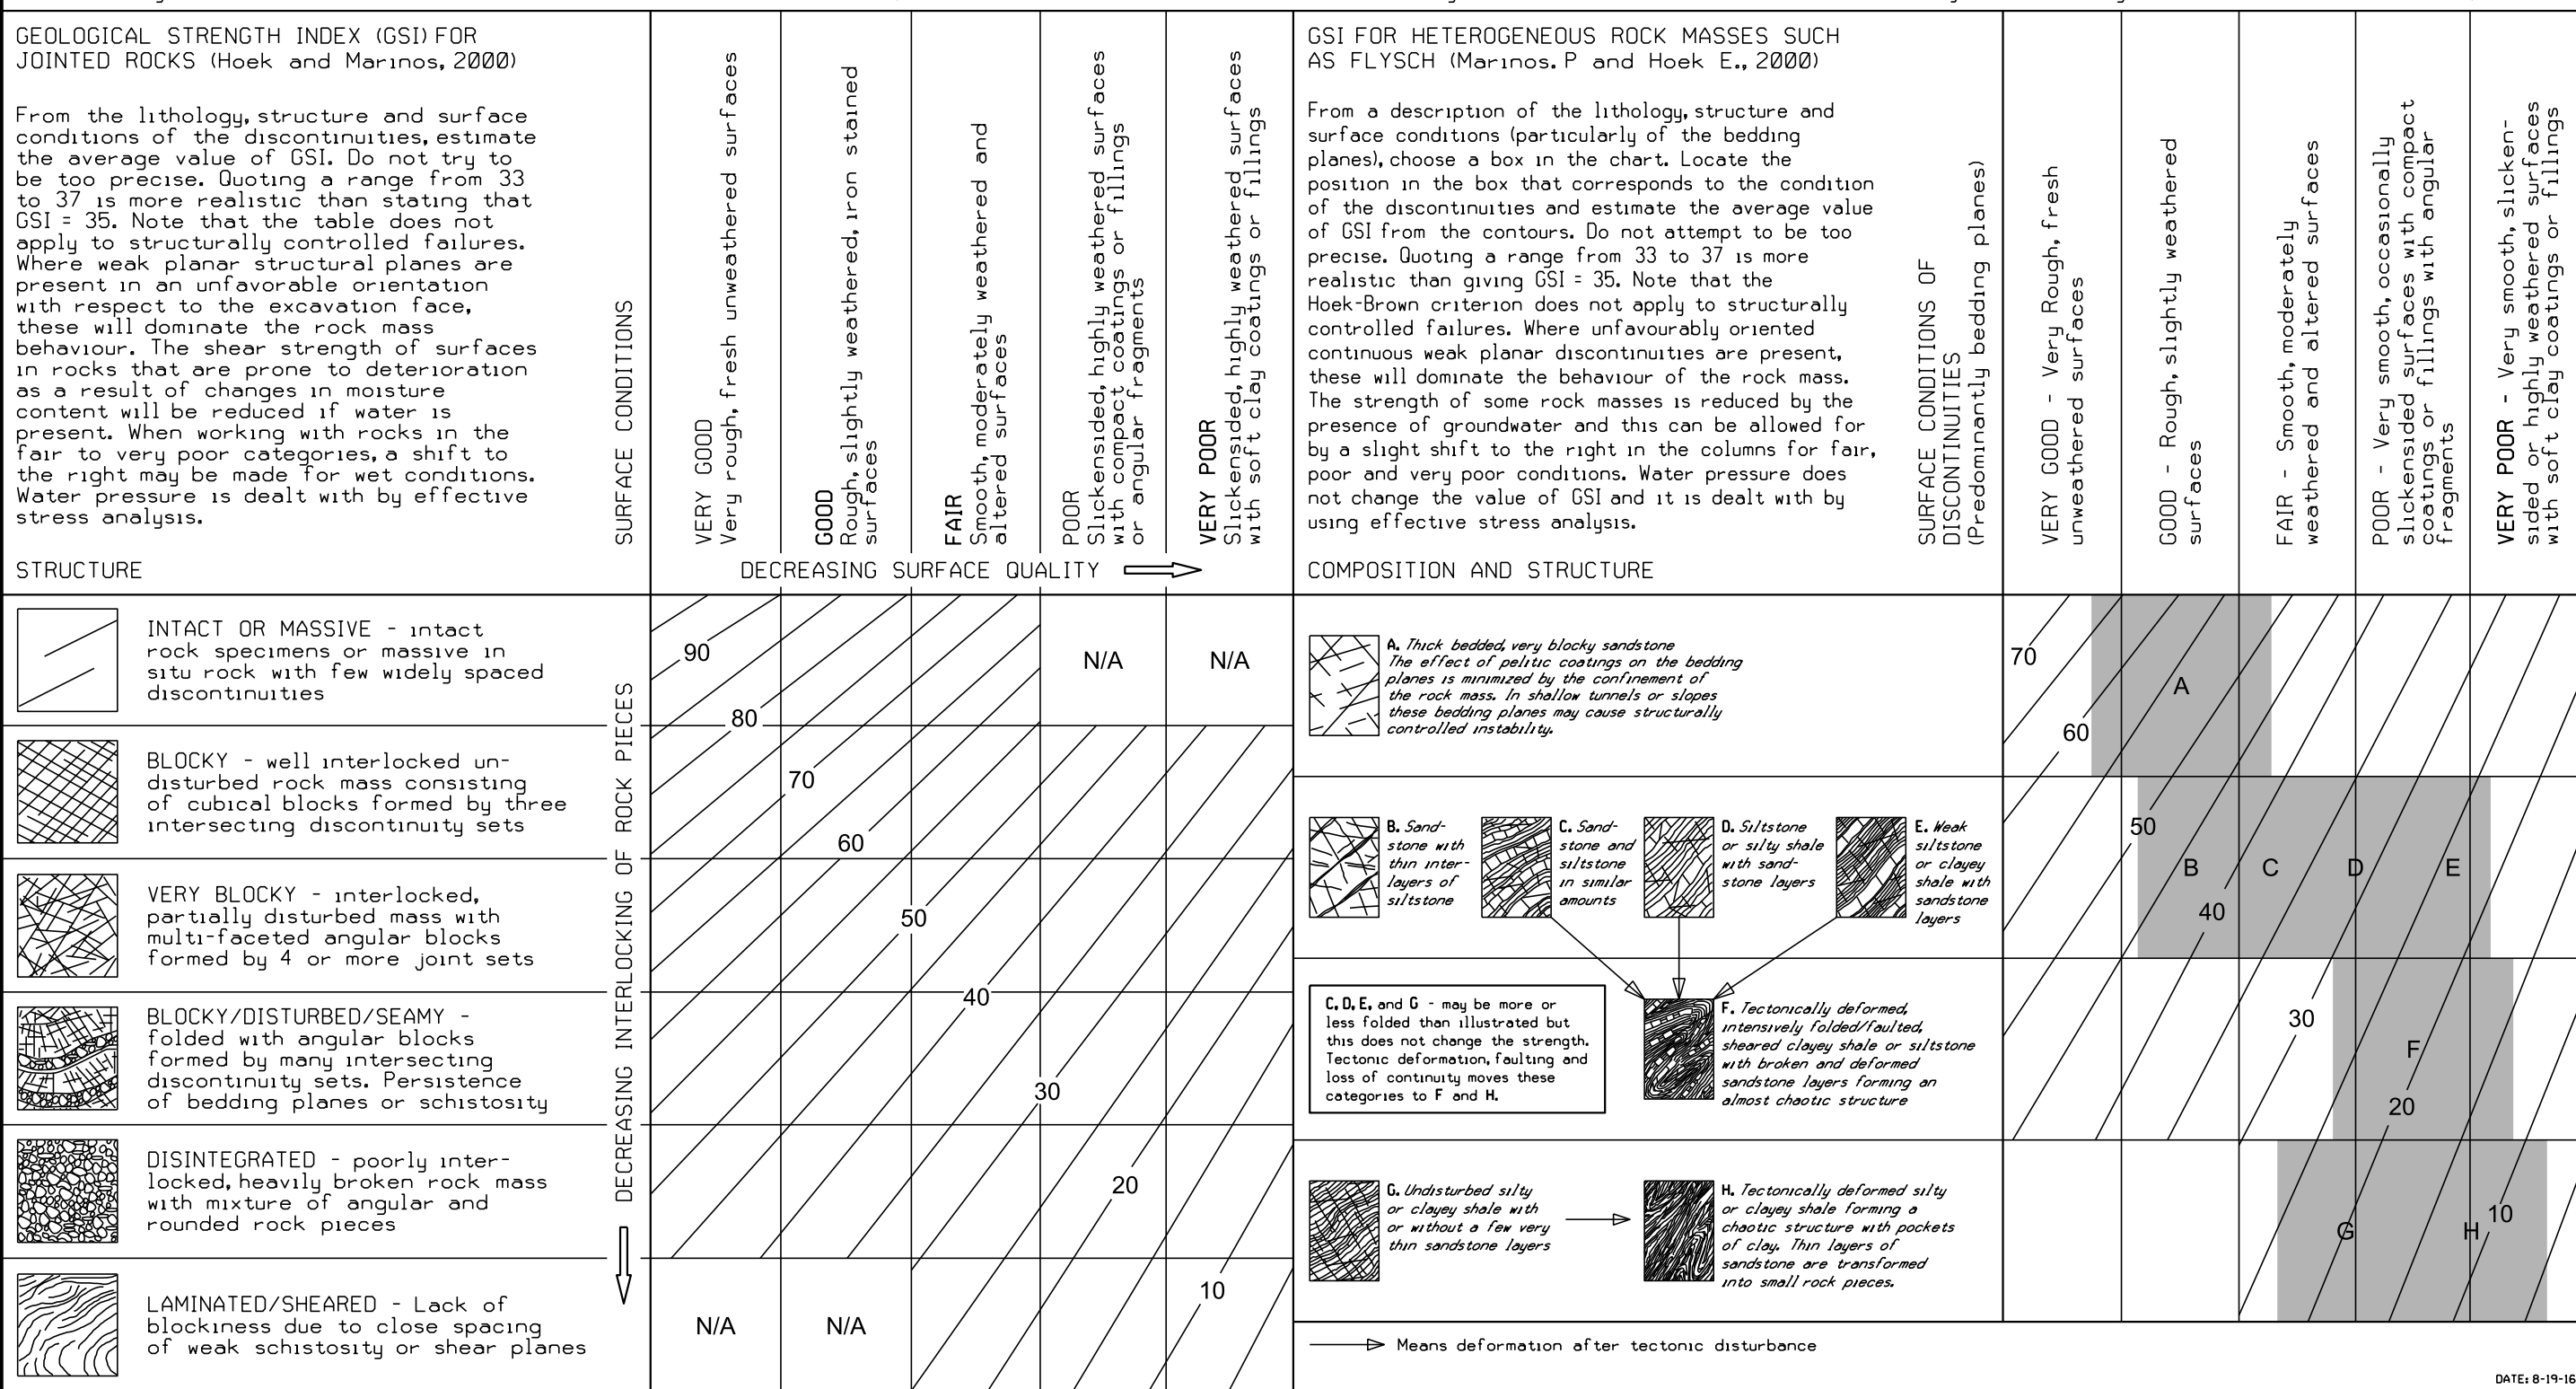 GEOLOGICAL STRENGTH INDEX (GSI) FOR
JOINTED ROCKS (Hoek and Marinos, 2000)
From the lithology, structure and surface
conditions of the discontinuities, estimate
the average value of GSI. Do not try to
be too precise. Quoting a range from 33
to 37 is more realistic than stating that
GSI = 35. Note that the table does not
apply to structurally controlled failures.
Where weak planar structural planes are
present in an unfavorable orientation
with respect to the excavation face,
these will dominate the rock mass
behaviour. The shear strength of surfaces
in rocks that are prone to deterioration
as a result of changes in moisture
content will be reduced if water is
present. When working with rocks in the
fair to very poor categories, a shift to
the right may be made for wet conditions.
Water pressure is dealt with by effective
stress analysis.
STRUCTURE
SURFACE CONDITIONS
VERY GOOD
Very rough, fresh unweathered surfaces
GOOD
Rough, slightly weathered, iron stained
surfaces
FAIR
Smooth, moderately weathered and
altered surfaces
POOR
Slickensided, highly weathered surfaces
with compact coatings or fillings
or angular fragments
VERY POOR
Slickensided, highly weathered surfaces
with soft clay coatings or fillings
DECREASING SURFACE QUALITY
DECREASING INTERLOCKING OF ROCK PIECES
INTACT OR MASSIVE - intact
rock specimens or massive in
situ rock with few widely spaced
discontinuities
BLOCKY - well interlocked un-
disturbed rock mass consisting
of cubical blocks formed by three
intersecting discontinuity sets
VERY BLOCKY - interlocked,
partially disturbed mass with
multi-faceted angular blocks
formed by 4 or more joint sets
BLOCKY/DISTURBED/SEAMY -
folded with angular blocks
formed by many intersecting
discontinuity sets. Persistence
of bedding planes or schistosity
DISINTEGRATED - poorly inter-
locked, heavily broken rock mass
with mixture of angular and
rounded rock pieces
LAMINATED/SHEARED - Lack of
blockiness due to close spacing
of weak schistosity or shear planes
90
N/A
N/A
80
70
60
50
40
30
20
10
N/A
N/A
GSI FOR HETEROGENEOUS ROCK MASSES SUCH
AS FLYSCH (Marinos. P and Hoek E., 2000)
From a description of the lithology, structure and
surface conditions (particularly of the bedding
planes), choose a box in the chart. Locate the
position in the box that corresponds to the condition
of the discontinuities and estimate the average value
of GSI from the contours. Do not attempt to be too
precise. Quoting a range from 33 to 37 is more
realistic than giving GSI = 35. Note that the
Hoek-Brown criterion does not apply to structurally
controlled failures. Where unfavourably oriented
continuous weak planar discontinuities are present,
these will dominate the behaviour of the rock mass.
The strength of some rock masses is reduced by the
presence of groundwater and this can be allowed for
by a slight shift to the right in the columns for fair,
poor and very poor conditions. Water pressure does
not change the value of GSI and it is dealt with by
using effective stress analysis.
COMPOSITION AND STRUCTURE
SURFACE CONDITIONS OF
DISCONTINUITIES
(Predominantly bedding planes)
VERY GOOD - Very Rough, fresh
unweathered surfaces
GOOD - Rough, slightly weathered
surfaces
FAIR - Smooth, moderately
weathered and altered surfaces
POOR - Very smooth, occasionally
slickensided surfaces with compact
coatings or fillings with angular
fragments
VERY POOR - Very smooth, slicken-
sided or highly weathered surfaces
with soft clay coatings or fillings
A. Thick bedded, very blocky sandstone
The effect of pelitic coatings on the bedding
planes is minimized by the confinement of
the rock mass. In shallow tunnels or slopes
these bedding planes may cause structurally
controlled instability.
B. Sand-
stone with
thin inter-
layers of
siltstone
C. Sand-
stone and
siltstone
in similar
amounts
D. Siltstone
or silty shale
with sand-
stone layers
E. Weak
siltstone
or clayey
shale with
sandstone
layers
C, D, E, and G - may be more or
less folded than illustrated but
this does not change the strength.
Tectonic deformation, faulting and
loss of continuity moves these
categories to F and H.
F. Tectonically deformed,
intensively folded/faulted,
sheared clayey shale or siltstone
with broken and deformed
sandstone layers forming an
almost chaotic structure
G. Undisturbed silty
or clayey shale with
or without a few very
thin sandstone layers
H. Tectonically deformed silty
or clayey shale forming a
chaotic structure with pockets
of clay. Thin layers of
sandstone are transformed
into small rock pieces.
70
A
60
50
B
C
D
E
40
30
F
20
G
H
10
Means deformation after tectonic disturbance
DATE: 8-19-16